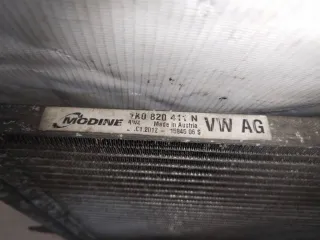 MODINE
1K0 820 411 N
Made in Austria
VW AG